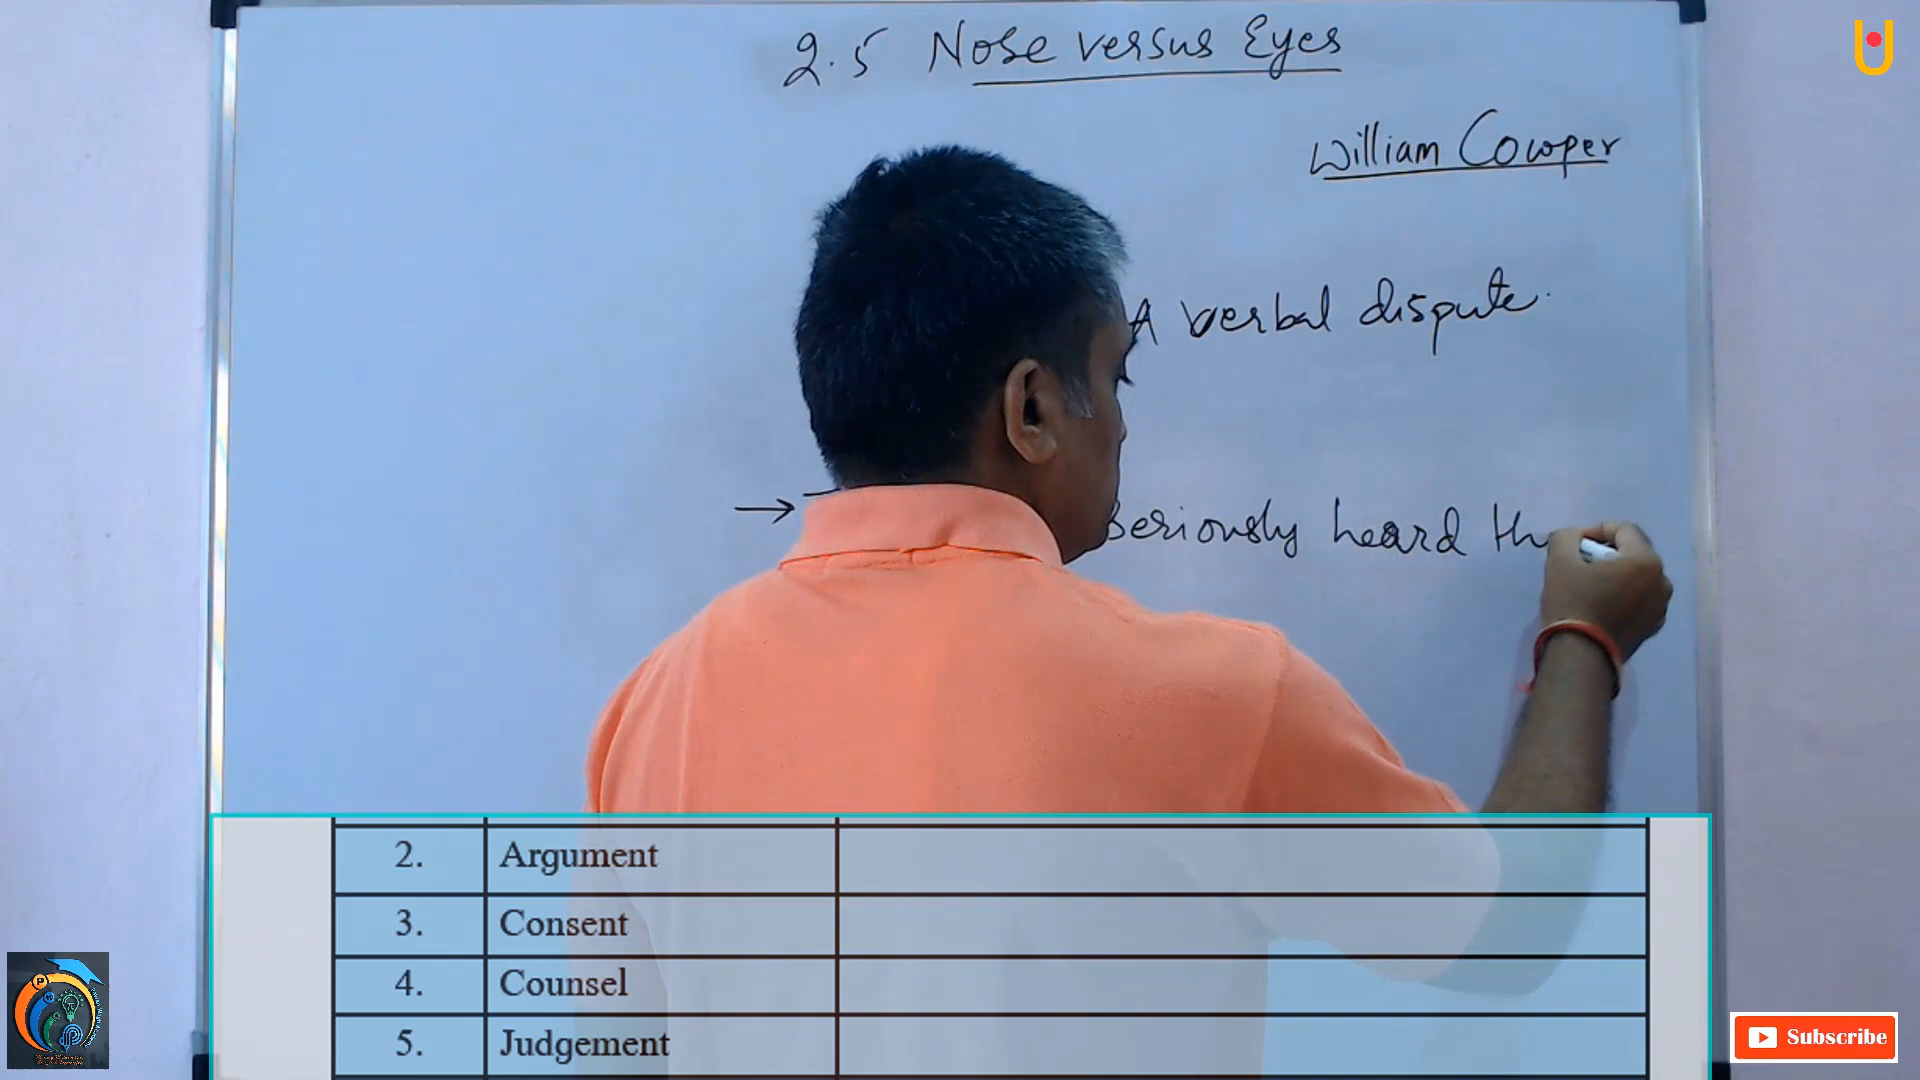 2.5 Nose versus Eyes
William Cowper
A verbal dispute.
→ seriously heard th
2. Argument
3. Consent
4. Counsel
5. Judgement
Subscribe